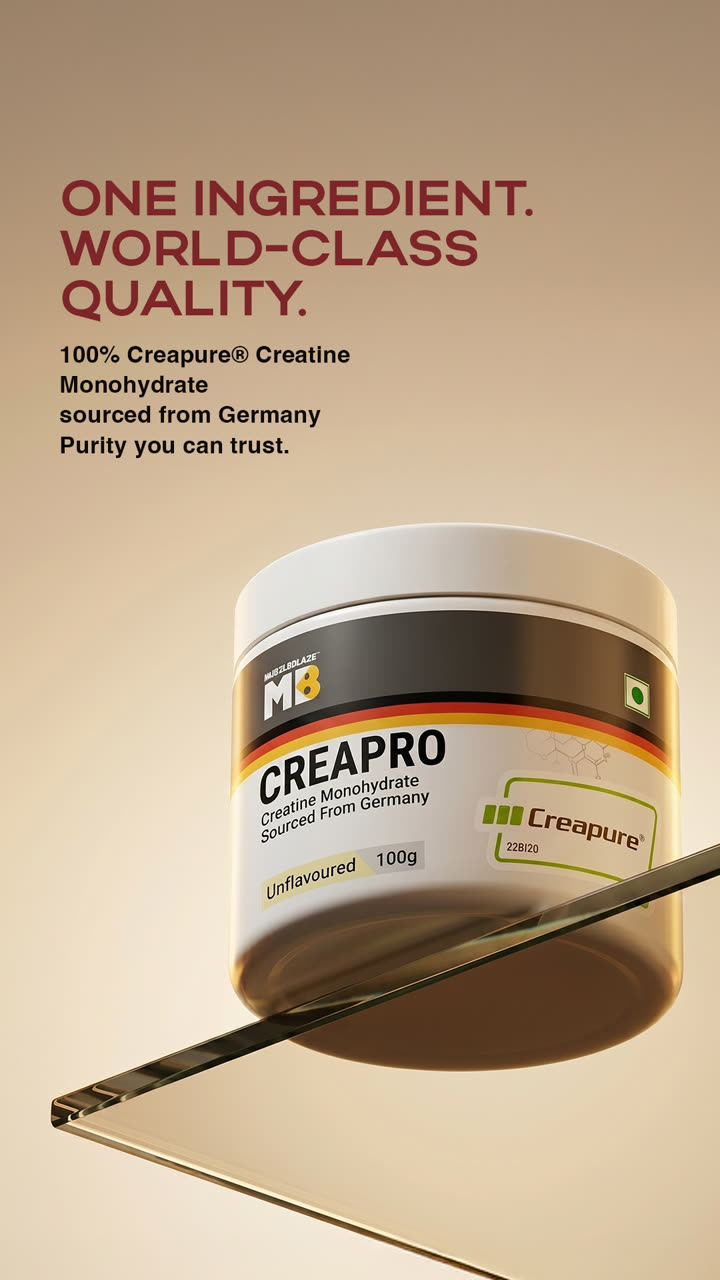 ONE INGREDIENT.
WORLD-CLASS
QUALITY.
100% Creapure® Creatine
Monohydrate
sourced from Germany
Purity you can trust.
MB
CREAPRO
Creatine Monohydrate
Sourced From Germany
Unflavoured 100g
Creapure®
22BI20